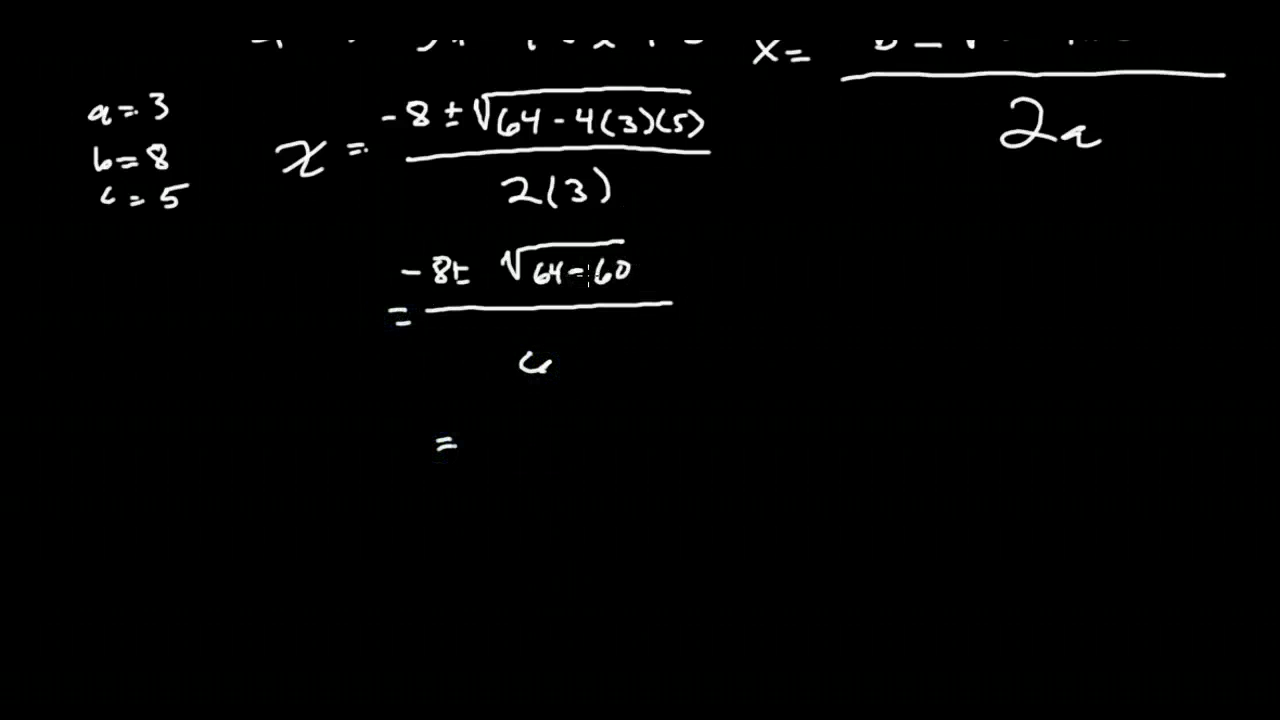 x =
2a
a = 3
b = 8
c = 5
x = -8 ± √64 - 4(3)(5)
2(3)
= -8 ± √64 - 60
6
=